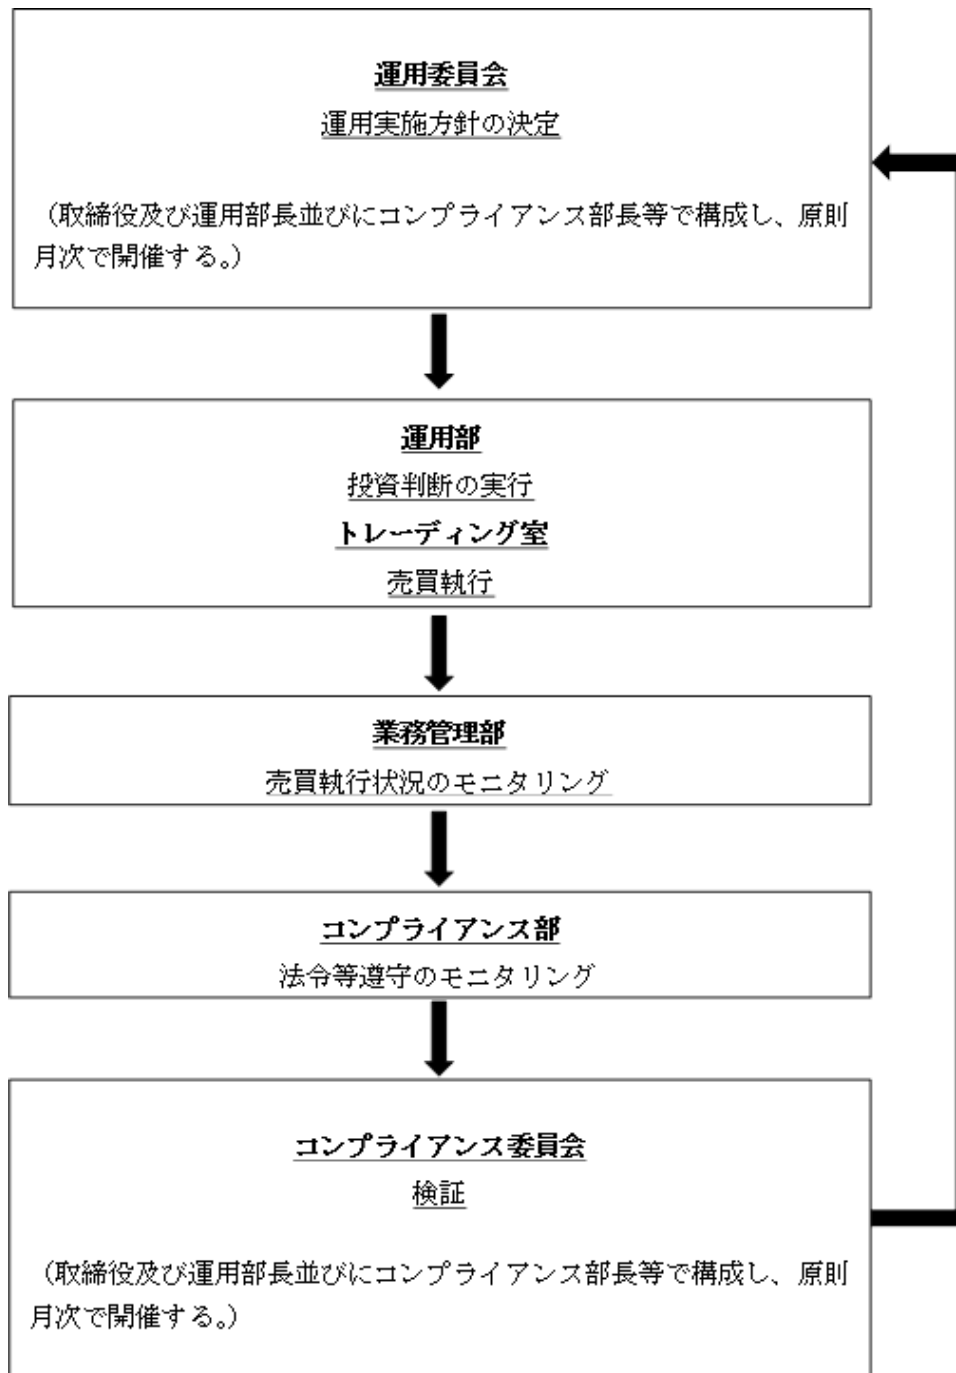 運用委員会
運用実施方針の決定
（取締役及び運用部長並びにコンプライアンス部長等で構成し、原則
月次で開催する。）
運用部
投資判断の実行
トレーディング室
売買執行
業務管理部
売買執行状況のモニタリング
コンプライアンス部
法令等遵守のモニタリング
コンプライアンス委員会
検証
（取締役及び運用部長並びにコンプライアンス部長等で構成し、原則
月次で開催する。）